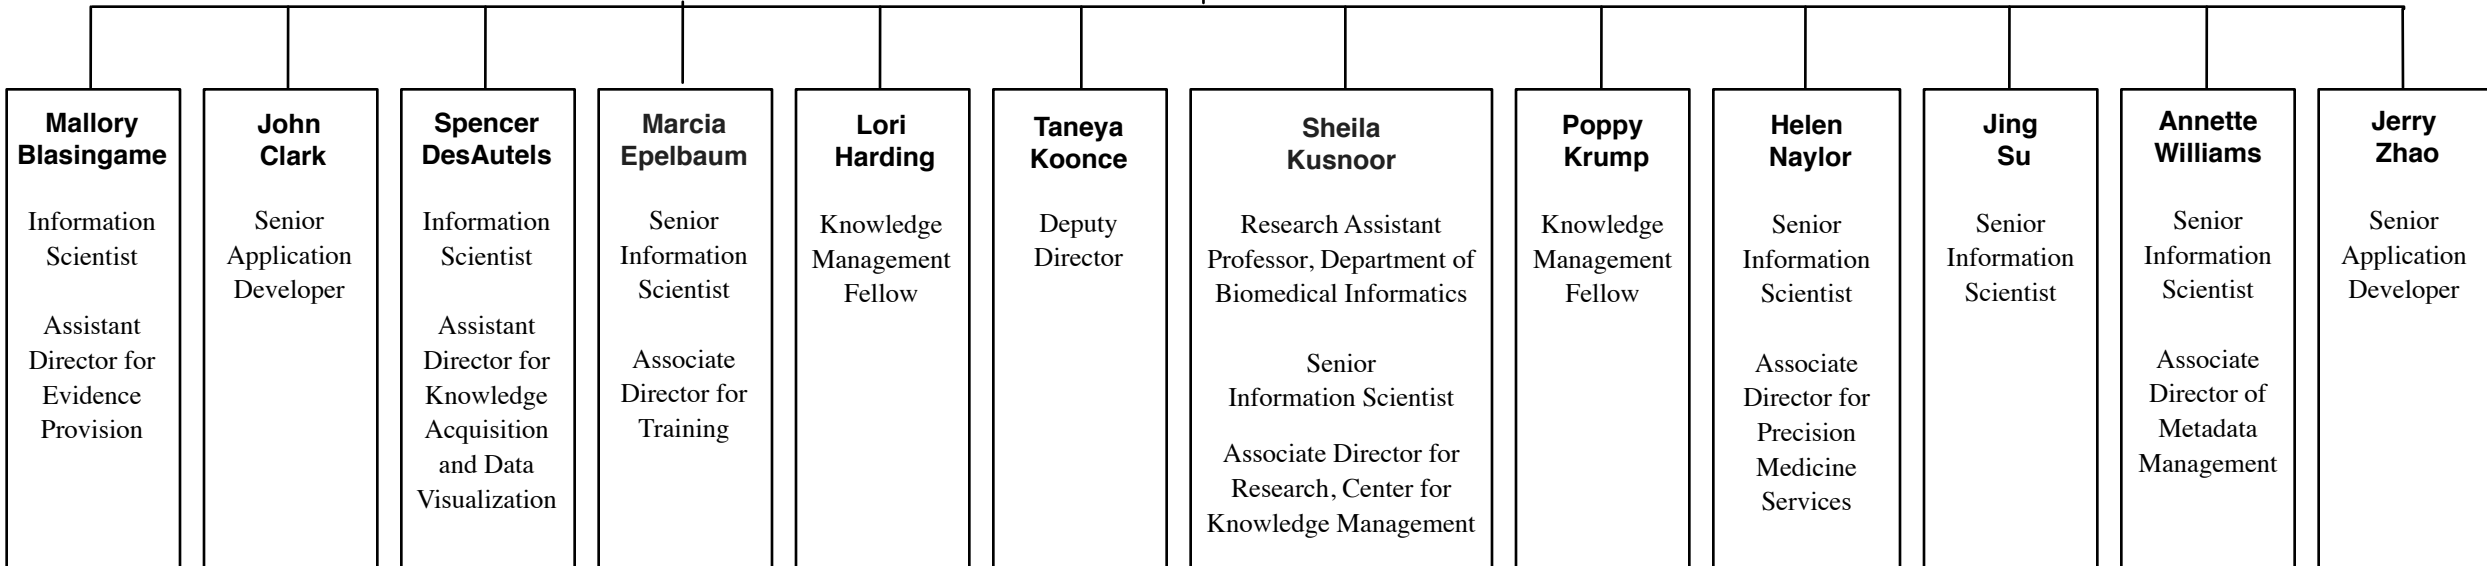 Mallory
Blasingame
Information
Scientist
Assistant
Director for
Evidence
Provision
John
Clark
Senior
Application
Developer
Spencer
DesAutels
Information
Scientist
Assistant
Director for
Knowledge
Acquisition
and Data
Visualization
Marcia
Epelbaum
Senior
Information
Scientist
Associate
Director for
Training
Lori
Harding
Knowledge
Management
Fellow
Taneya
Koonce
Deputy
Director
Sheila
Kusnoor
Research Assistant
Professor, Department of
Biomedical Informatics
Senior
Information Scientist
Associate Director for
Research, Center for
Knowledge Management
Poppy
Krump
Knowledge
Management
Fellow
Helen
Naylor
Senior
Information
Scientist
Associate
Director for
Precision
Medicine
Services
Jing
Su
Senior
Information
Scientist
Annette
Williams
Senior
Information
Scientist
Associate
Director of
Metadata
Management
Jerry
Zhao
Senior
Application
Developer